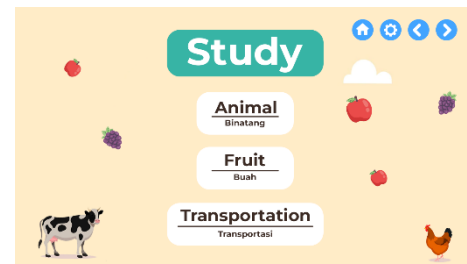 Study
Animal
Binatang
Fruit
Buah
Transportation
Transportasi